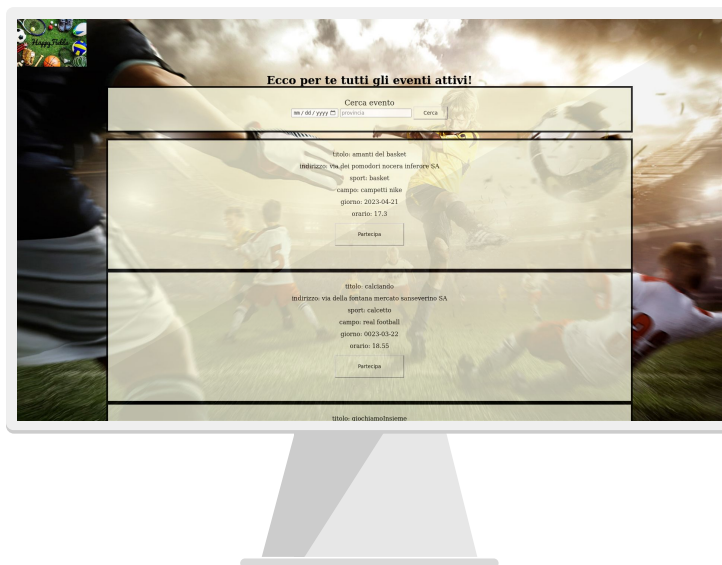 Happy Fields
Ecco per te tutti gli eventi attivi!
Cerca evento
mm/dd/yyyy provincia Cerca
titolo: amanti del basket
indirizzo: via dei pomodori nocera inferore SA
sport: basket
campo: campetti nike
giorno: 2023-04-21
orario: 17.3
Partecipa
titolo: calciando
indirizzo: via della fontana mercato sanseverino SA
sport: calcetto
campo: real football
giorno: 0023-03-22
orario: 18.55
Partecipa
titolo: giochiamoInsieme